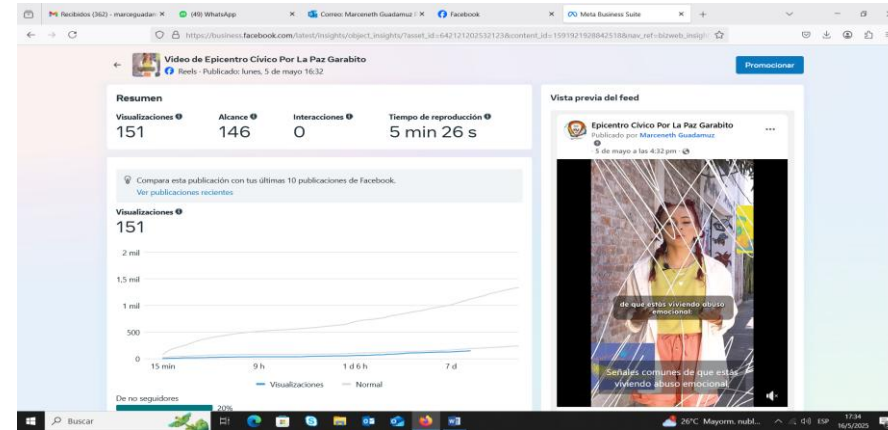 Recibidos (362) - marceguadan
(49) WhatsApp
Correo: Marceneth Guadamuz
Facebook
Meta Business Suite
Video de Epicentro Cívico Por La Paz Garabito
Reels · Publicado: lunes, 5 de mayo 16:32
Promocionar
Resumen
Visualizaciones
Alcance
Interacciones
Tiempo de reproducción
151
146
0
5 min 26 s
Compara esta publicación con tus últimas 10 publicaciones de Facebook.
Ver publicaciones recientes
Visualizaciones
151
2 mil
1,5 mil
1 mil
500
0
15 min
9 h
1 d 6 h
7 d
Visualizaciones
Normal
De no seguidores
20%
Vista previa del feed
Epicentro Cívico Por La Paz Garabito
Publicado por Marceneth Guadamuz
· 5 de mayo a las 4:32 pm ·
de que estás viviendo abuso
emocional
Señales comunes de que estás
viviendo abuso emocional
Buscar
26°C Mayorm. nubl...
ESP
17:34
16/5/2025